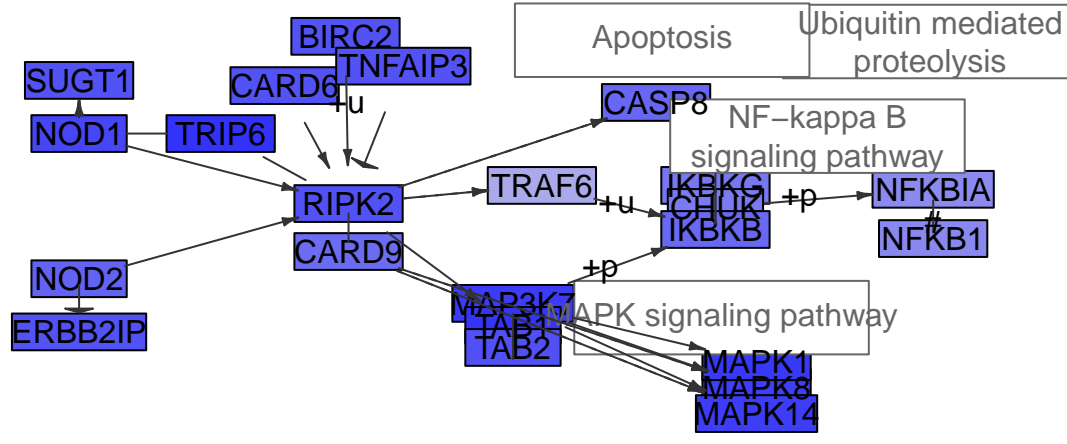 BIRC2
Apoptosis
Ubiquitin mediated
proteolysis
TNFAIP3
SUGT1
CARD6
+u
CASP8
NOD1
TRIP6
NF−kappa B
signaling pathway
TRAF6
IKBKG
NFKBIA
RIPK2
+u
CHUK
+p
IKBKB
#
NFKB1
CARD9
NOD2
+p
MAP3K7
MAPK signaling pathway
ERBB2IP
TAB1
TAB2
MAPK1
MAPK8
MAPK14